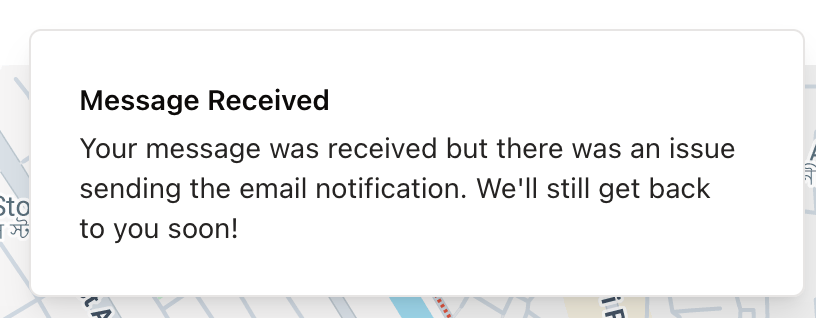 Message Received
Your message was received but there was an issue
sending the email notification. We'll still get back
to you soon!
Sto